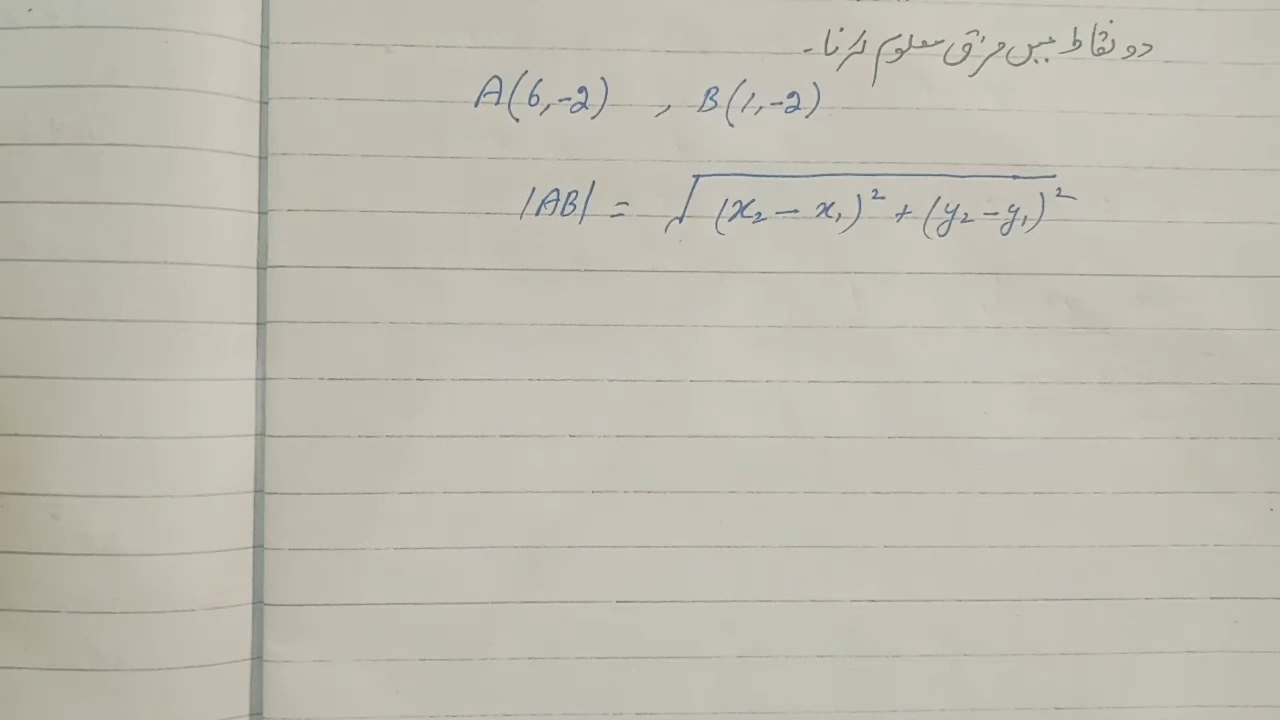 دو نقاط میں فرق معلوم کرنا۔
A(6,-2) , B(1,-2)
|AB| = √(x₂ - x₁)² + (y₂ - y₁)²